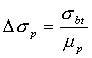 Δσ_p = σ_bt / μ_p